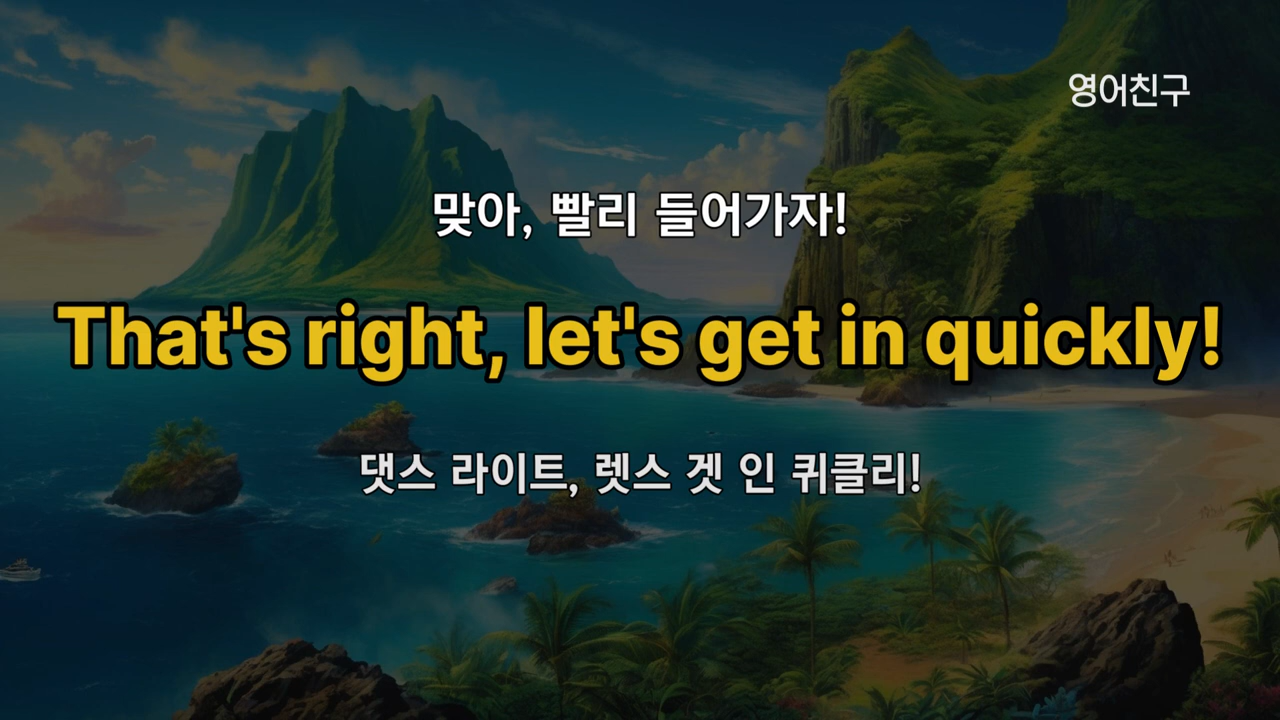 영어친구
맞아, 빨리 들어가자!
That's right, let's get in quickly!
댓스 라이트, 렛스 겟 인 퀴클리!